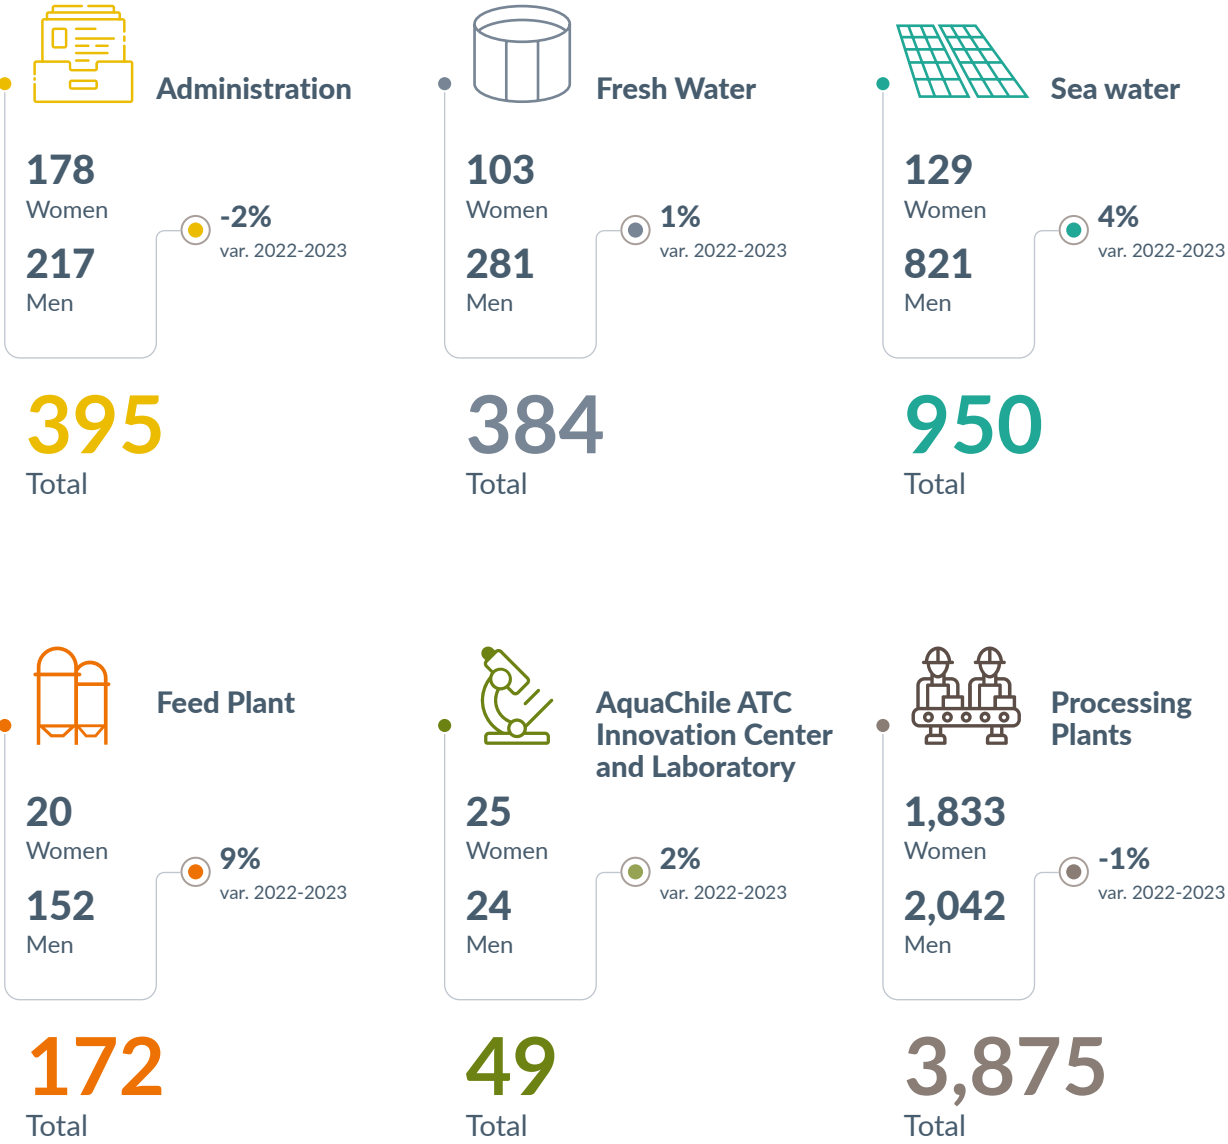 Administration
178
Women
217
Men
-2%
var. 2022-2023
395
Total
Fresh Water
103
Women
281
Men
1%
var. 2022-2023
384
Total
Sea water
129
Women
821
Men
4%
var. 2022-2023
950
Total
Feed Plant
20
Women
152
Men
9%
var. 2022-2023
172
Total
AquaChile ATC
Innovation Center
and Laboratory
25
Women
24
Men
2%
var. 2022-2023
49
Total
Processing
Plants
1,833
Women
2,042
Men
-1%
var. 2022-2023
3,875
Total